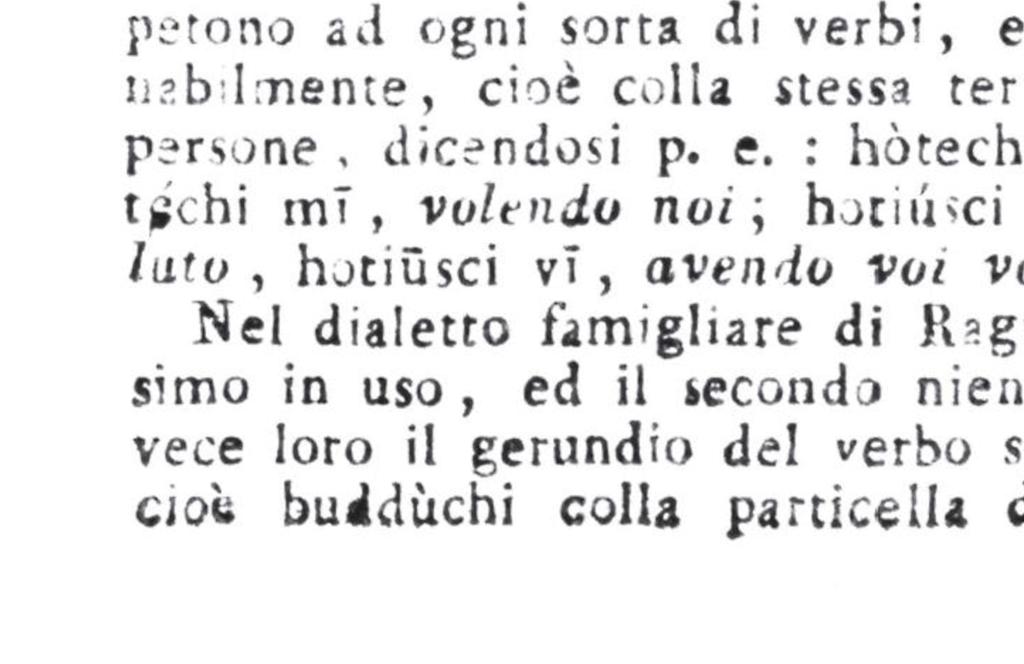 petono ad ogni sorta di verbi, e
nabilmente, cioè colla stessa ter
persone, dicendosi p. e. : hòtech
téchi mī, volendo noi; hotiúsci
luto, hotiūsci vī, avendo voi vo
Nel dialetto famigliare di Rag
simo in uso, ed il secondo nien
vece loro il gerundio del verbo s
cioè buddùchi colla particella